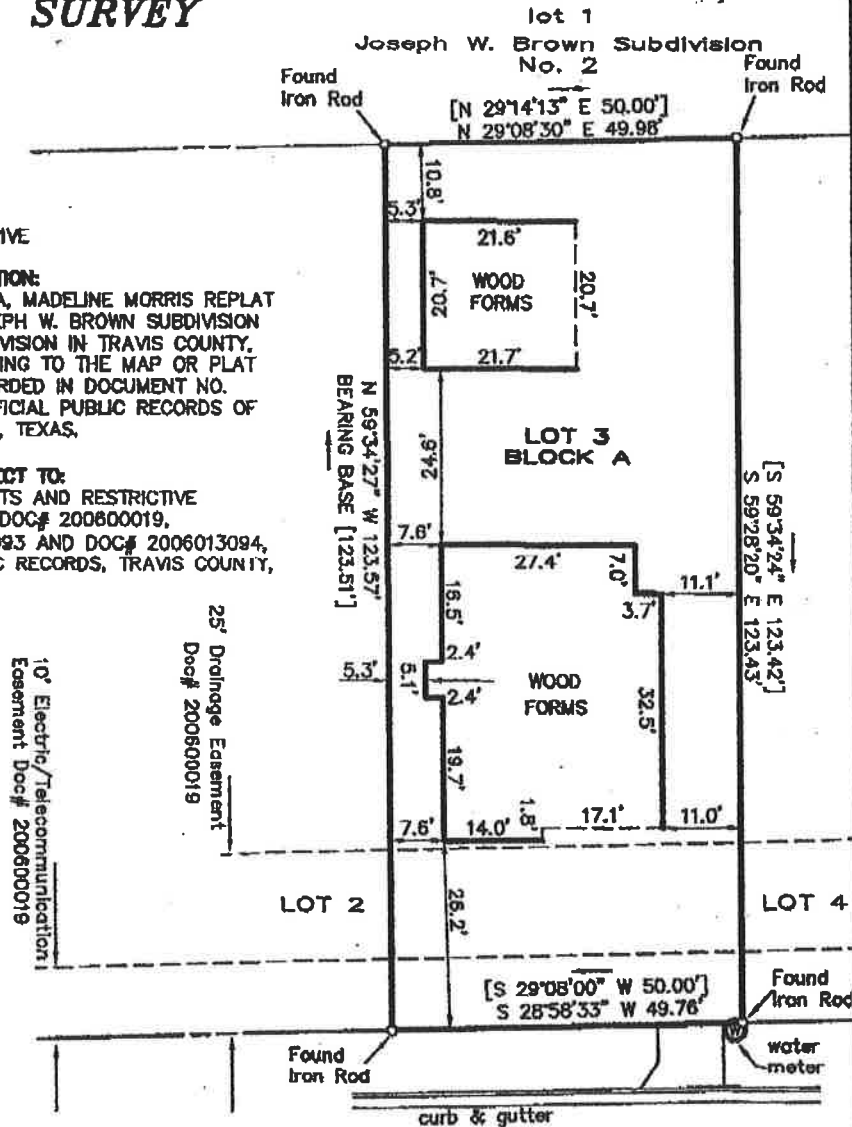 SURVEY
lot 1
Joseph W. Brown Subdivision
No. 2
Found
Iron Rod
Found
Iron Rod
[N 29°14'13" E 50.00']
N 29°08'30" E 49.98'
10.8'
5.3'
21.6'
20.7'
WOOD
FORMS
20.7'
5.2'
21.7'
IVE
TION:
A, MADELINE MORRIS REPLAT
PH W. BROWN SUBDIVISION
VISION IN TRAVIS COUNTY,
ING TO THE MAP OR PLAT
RDED IN DOCUMENT NO.
FICIAL PUBLIC RECORDS OF
, TEXAS.
CT TO:
TS AND RESTRICTIVE
DOC# 200600019,
093 AND DOC# 2006013094,
C RECORDS, TRAVIS COUNTY,
N 59°34'27" W 123.57'
BEARING BASE [123.51']
24.6'
LOT 3
BLOCK A
[S 59°34'24" E 123.42']
S 59°28'20" E 123.43'
7.6'
27.4'
7.0'
11.1'
3.7'
16.5'
2.4'
5.3'
5.1'
2.4'
WOOD
FORMS
32.5'
19.7'
1.8'
7.6'
14.0'
17.1'
11.0'
25' Drainage Easement
Doc# 200600019
10' Electric/Telecommunication
Easement Doc# 200600019
LOT 2
26.2'
LOT 4
[S 29°08'00" W 50.00']
S 28°58'33" W 49.76'
Found
Iron Rod
Found
Iron Rod
W
water
meter
curb & gutter